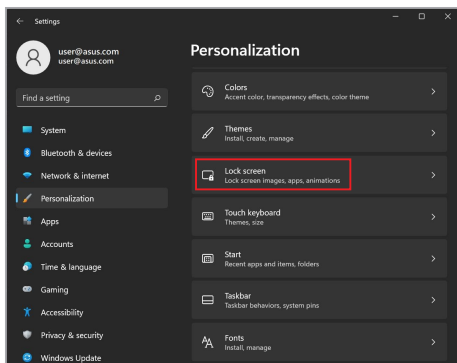 Settings
user@asus.com
user@asus.com
Find a setting
System
Bluetooth & devices
Network & internet
Personalization
Apps
Accounts
Time & language
Gaming
Accessibility
Privacy & security
Windows Update
Personalization
Colors
Accent color, transparency effects, color theme
Themes
Install, create, manage
Lock screen
Lock screen images, apps, animations
Touch keyboard
Themes, size
Start
Recent apps and items, folders
Taskbar
Taskbar behaviors, system pins
Fonts
Install, manage